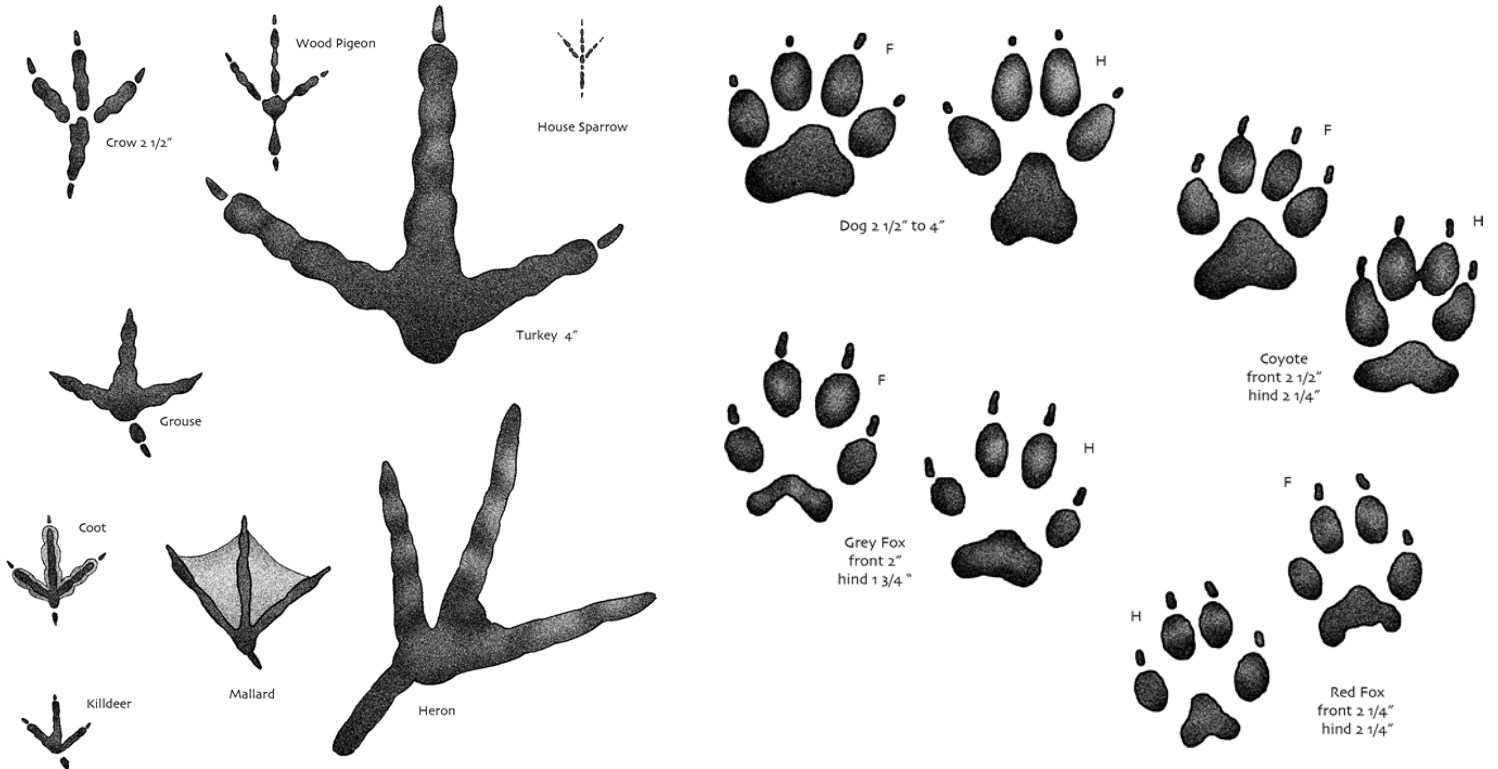 Wood Pigeon
House Sparrow
Crow 2 1/2"
Turkey 4"
Grouse
Coot
Mallard
Killdeer
Heron
F
H
Dog 2 1/2" to 4"
F
H
Coyote
front 2 1/2"
hind 2 1/4"
F
H
Grey Fox
front 2"
hind 1 3/4 "
F
H
Red Fox
front 2 1/4"
hind 2 1/4"